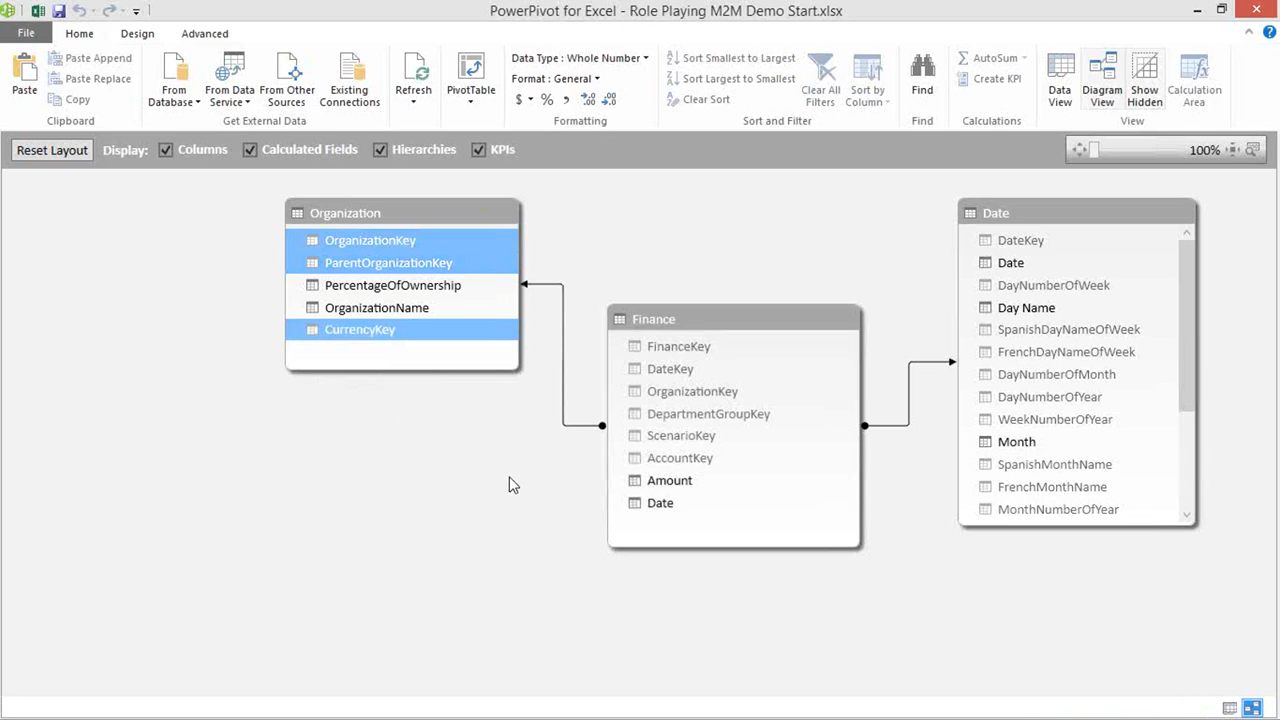 PowerPivot for Excel - Role Playing M2M Demo Start.xlsx
File Home Design Advanced
Paste
Paste Append
Paste Replace
Copy
Clipboard
From Database
From Data Service
From Other Sources
Existing Connections
Get External Data
Refresh
PivotTable
Data Type : Whole Number
Format : General
$ % ,
Formatting
Sort Smallest to Largest
Sort Largest to Smallest
Clear Sort
Clear All Filters
Sort by Column
Sort and Filter
Find
Find
AutoSum
Create KPI
Calculations
Data View
Diagram View
Show Hidden
Calculation Area
View
Reset Layout Display: Columns Calculated Fields Hierarchies KPIs 100%
Organization
OrganizationKey
ParentOrganizationKey
PercentageOfOwnership
OrganizationName
CurrencyKey
Finance
FinanceKey
DateKey
OrganizationKey
DepartmentGroupKey
ScenarioKey
AccountKey
Amount
Date
Date
DateKey
Date
DayNumberOfWeek
Day Name
SpanishDayNameOfWeek
FrenchDayNameOfWeek
DayNumberOfMonth
DayNumberOfYear
WeekNumberOfYear
Month
SpanishMonthName
FrenchMonthName
MonthNumberOfYear